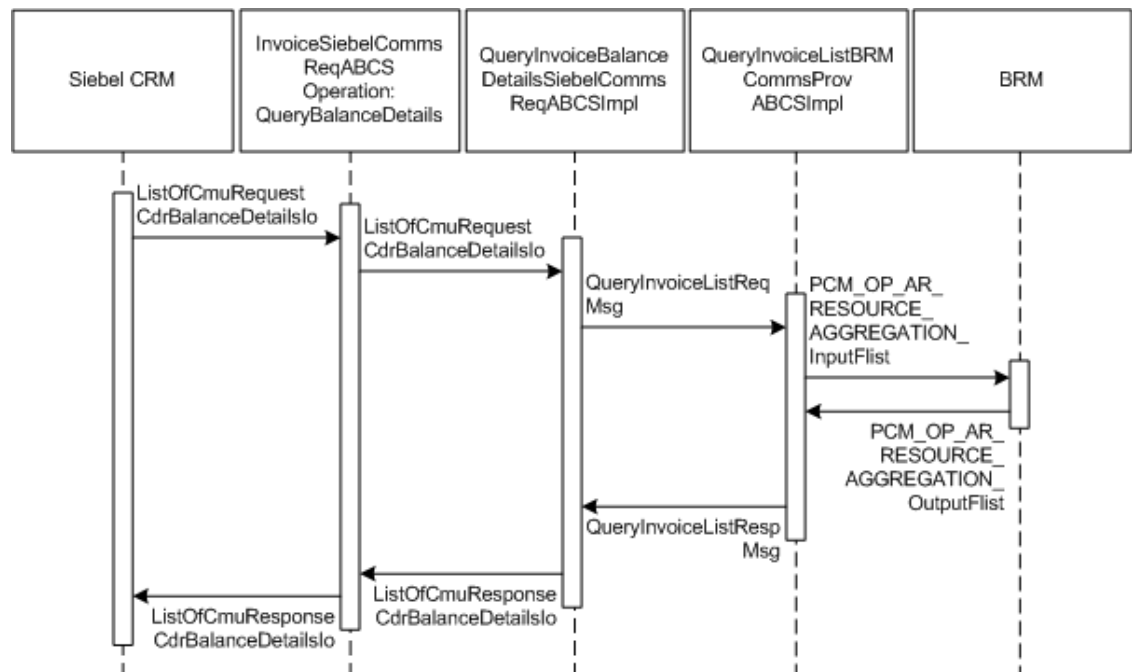 Siebel CRM
InvoiceSiebelComms
ReqABCS
Operation:
QueryBalanceDetails
QueryInvoiceBalance
DetailsSiebelComms
ReqABCSImpl
QueryInvoiceListBRM
CommsProv
ABCSImpl
BRM
ListOfCmuRequest
CdrBalanceDetailsIo
ListOfCmuRequest
CdrBalanceDetailsIo
QueryInvoiceListReq
Msg
PCM_OP_AR_
RESOURCE_
AGGREGATION_
InputFlist
PCM_OP_AR_
RESOURCE_
AGGREGATION_
OutputFlist
QueryInvoiceListResp
Msg
ListOfCmuResponse
CdrBalanceDetailsIo
ListOfCmuResponse
CdrBalanceDetailsIo